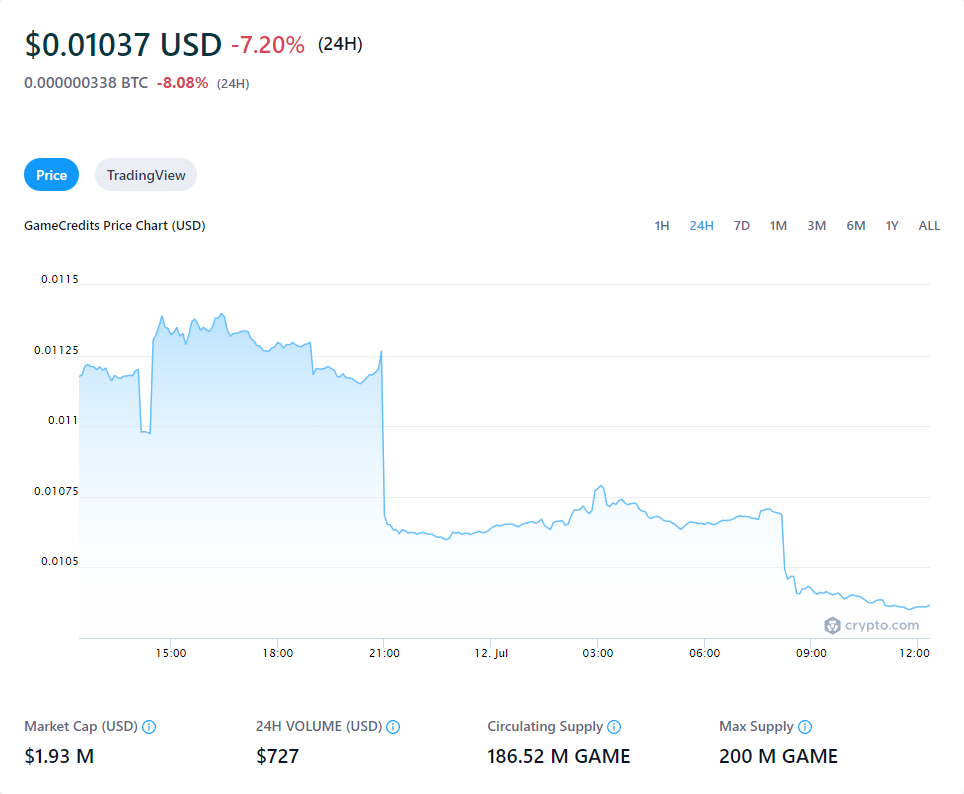 $0.01037 USD -7.20% (24H)
0.000000338 BTC -8.08% (24H)
Price TradingView
GameCredits Price Chart (USD) 1H 24H 7D 1M 3M 6M 1Y ALL
0.0115
0.01125
0.011
0.01075
0.0105
crypto.com
15:00 18:00 21:00 12. Jul 03:00 06:00 09:00 12:00
Market Cap (USD) 24H VOLUME (USD) Circulating Supply Max Supply
$1.93 M $727 186.52 M GAME 200 M GAME